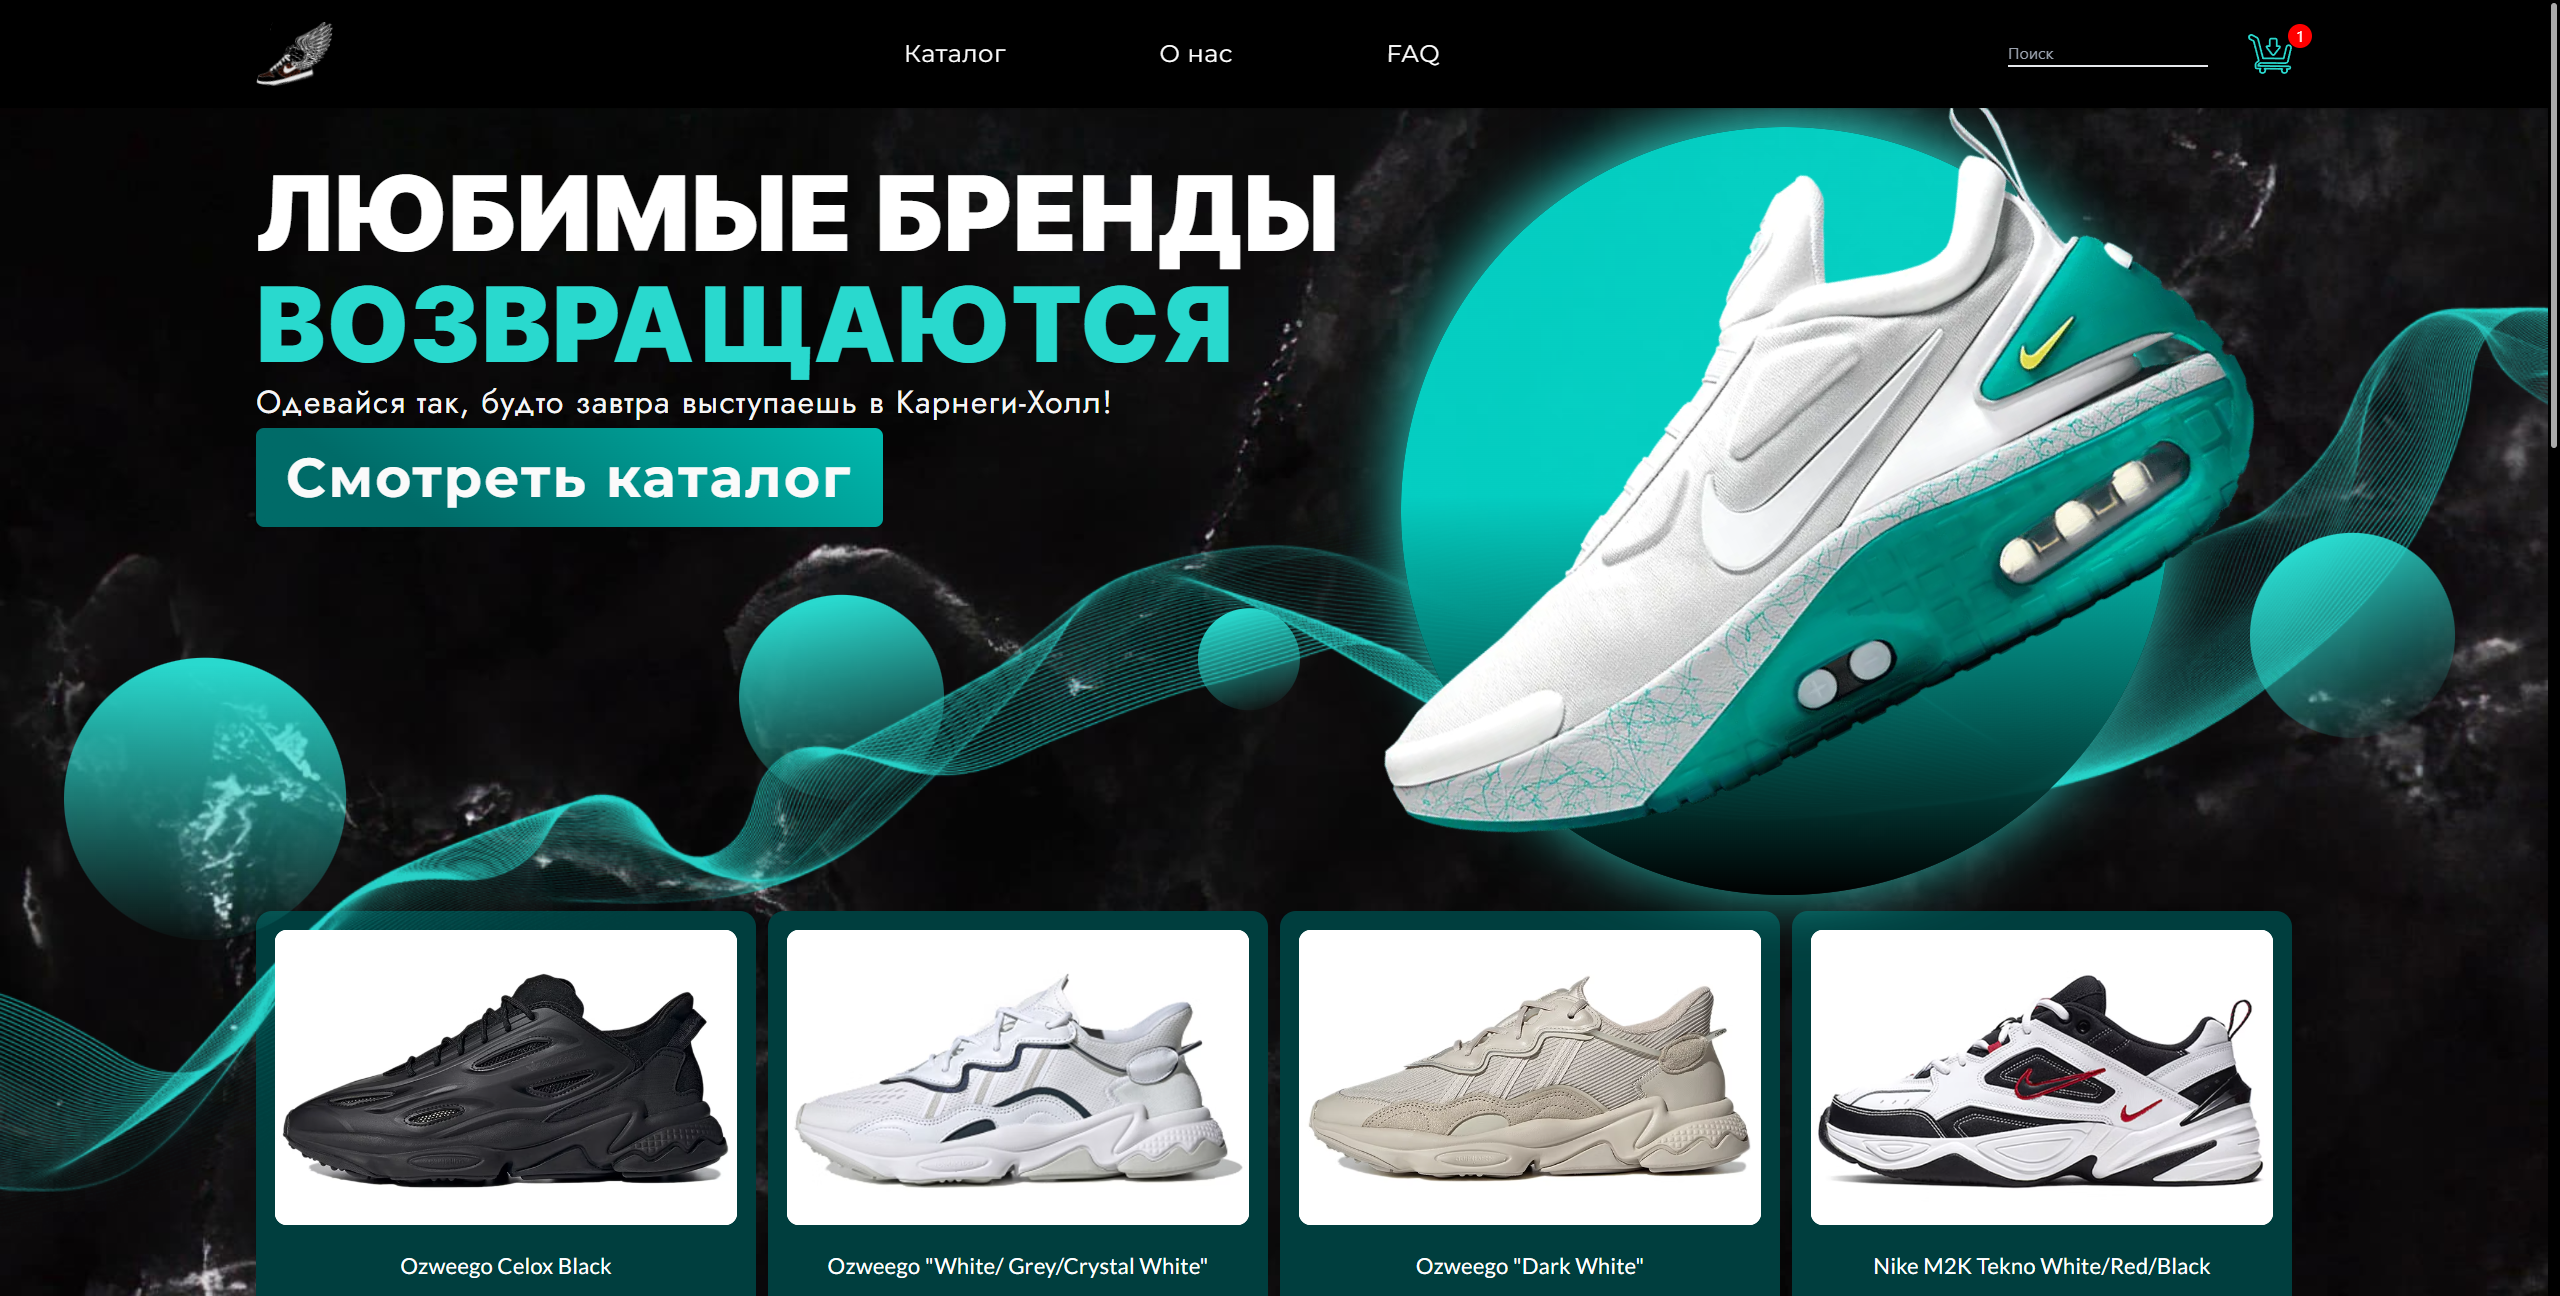 Каталог
О нас
FAQ
Поиск
1
ЛЮБИМЫЕ БРЕНДЫ
ВОЗВРАЩАЮТСЯ
Одевайся так, будто завтра выступаешь в Карнеги-Холл!
Смотреть каталог
Ozweego Celox Black
Ozweego "White/ Grey/Crystal White"
Ozweego "Dark White"
Nike M2K Tekno White/Red/Black